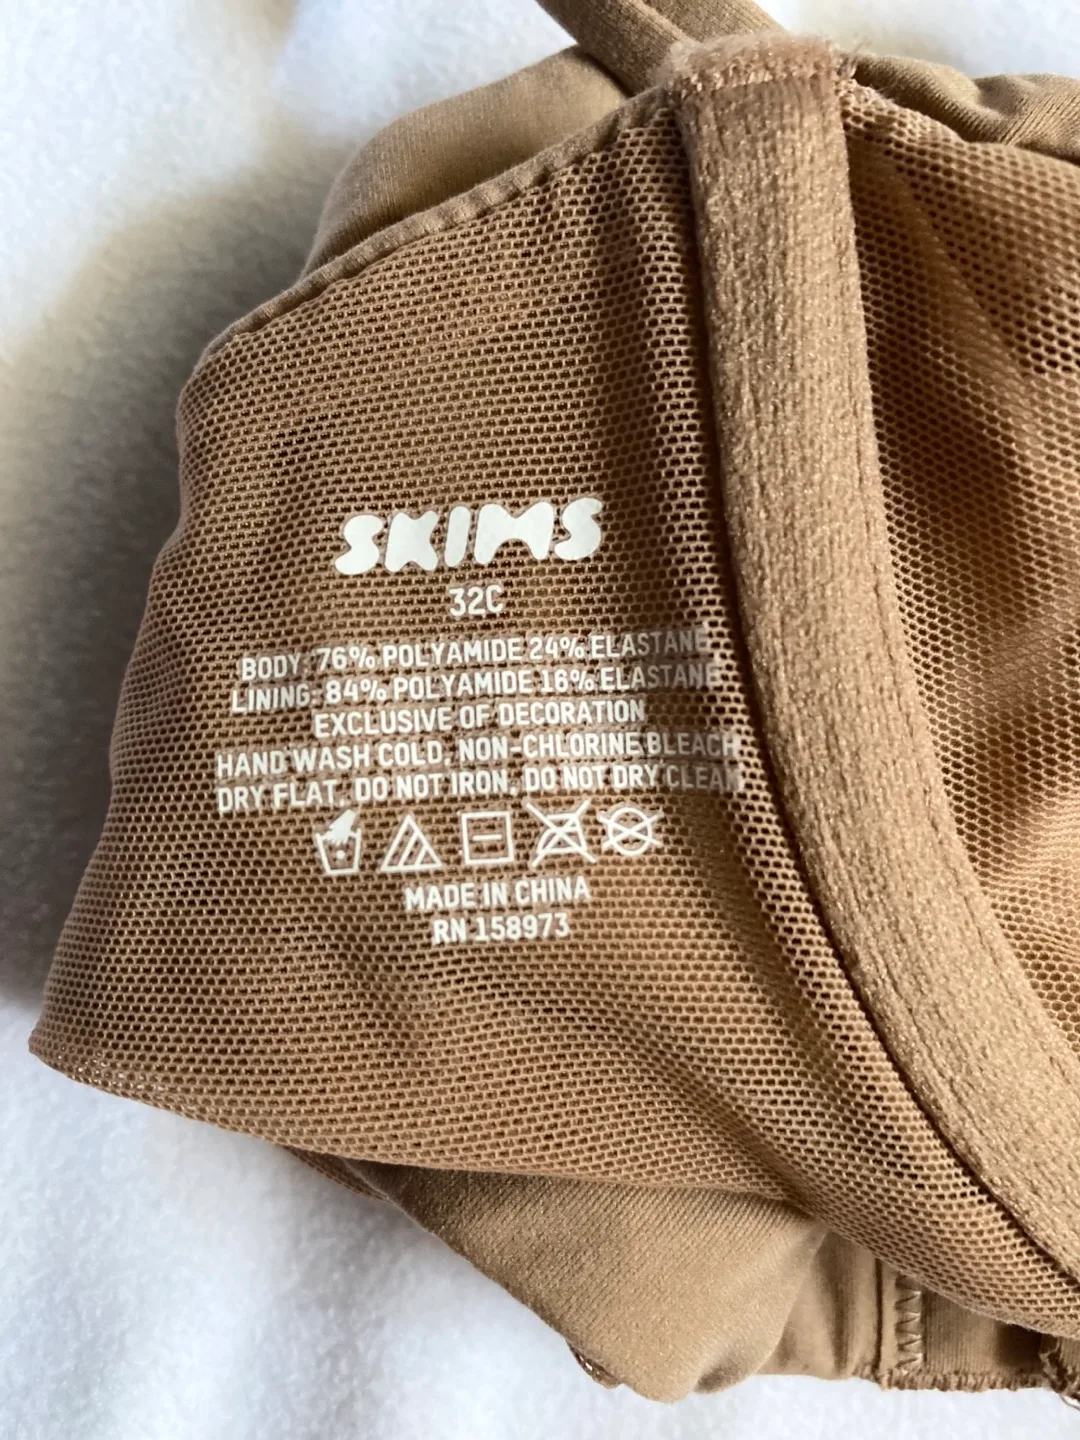 SKIMS
32C
BODY: 76% POLYAMIDE 24% ELASTANE
LINING: 84% POLYAMIDE 16% ELASTANE
EXCLUSIVE OF DECORATION
HAND WASH COLD, NON-CHLORINE BLEACH
DRY FLAT, DO NOT IRON, DO NOT DRY CLEAN
MADE IN CHINA
RN 158973